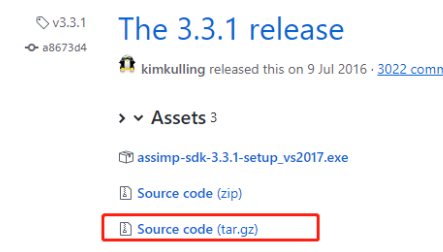 v3.3.1
a8673d4
The 3.3.1 release
kimkulling released this on 9 Jul 2016 · 3022 comm
Assets 3
assimp-sdk-3.3.1-setup_vs2017.exe
Source code (zip)
Source code (tar.gz)